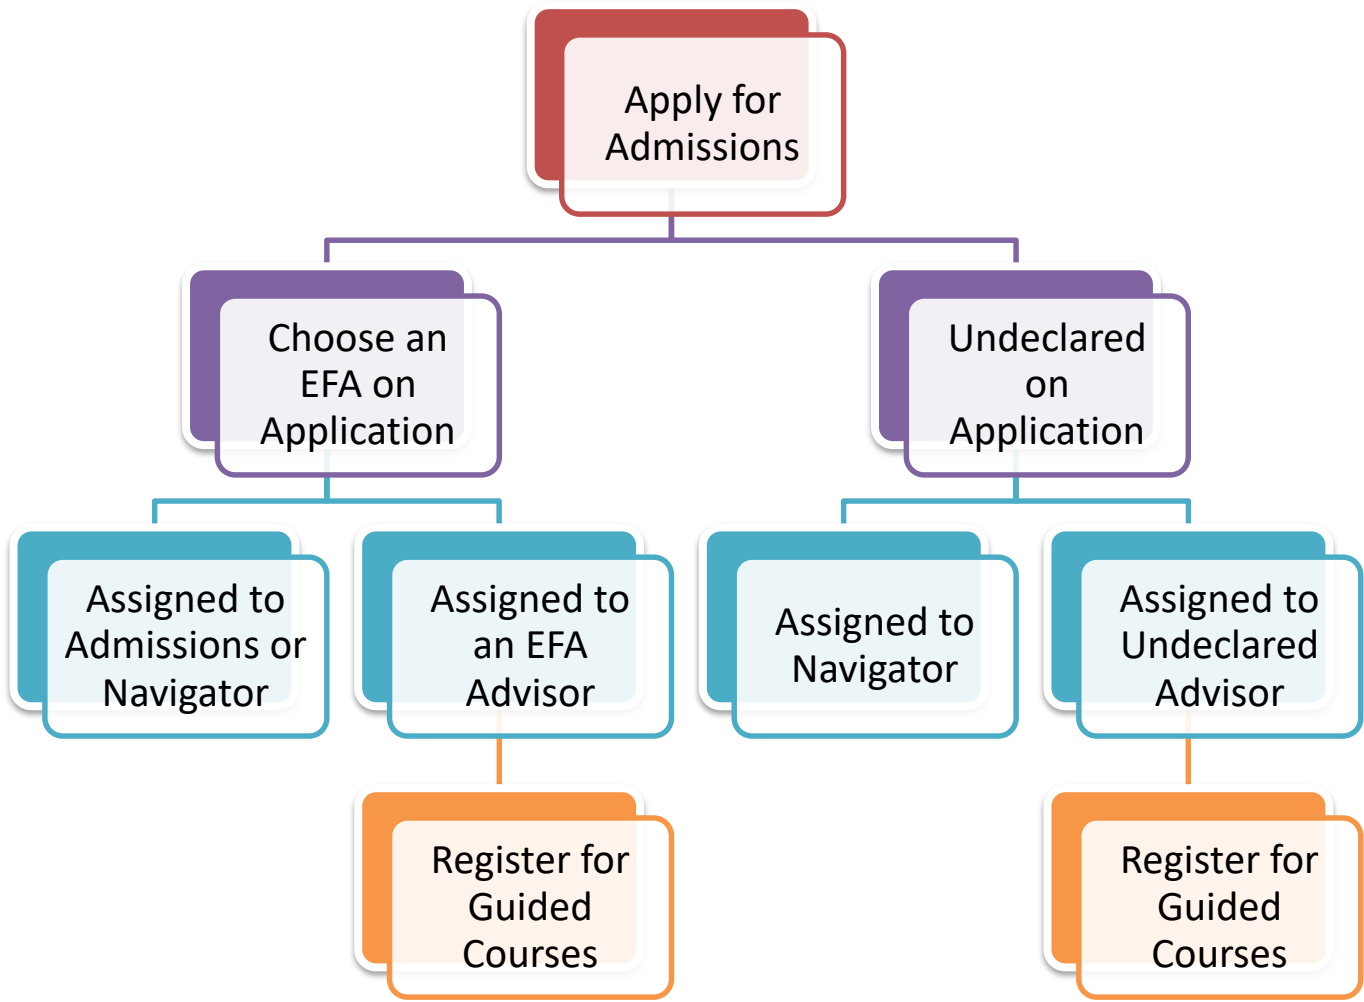 Apply for
Admissions
Choose an
EFA on
Application
Undeclared
on
Application
Assigned to
Admissions or
Navigator
Assigned to
an EFA
Advisor
Assigned to
Navigator
Assigned to
Undeclared
Advisor
Register for
Guided
Courses
Register for
Guided
Courses